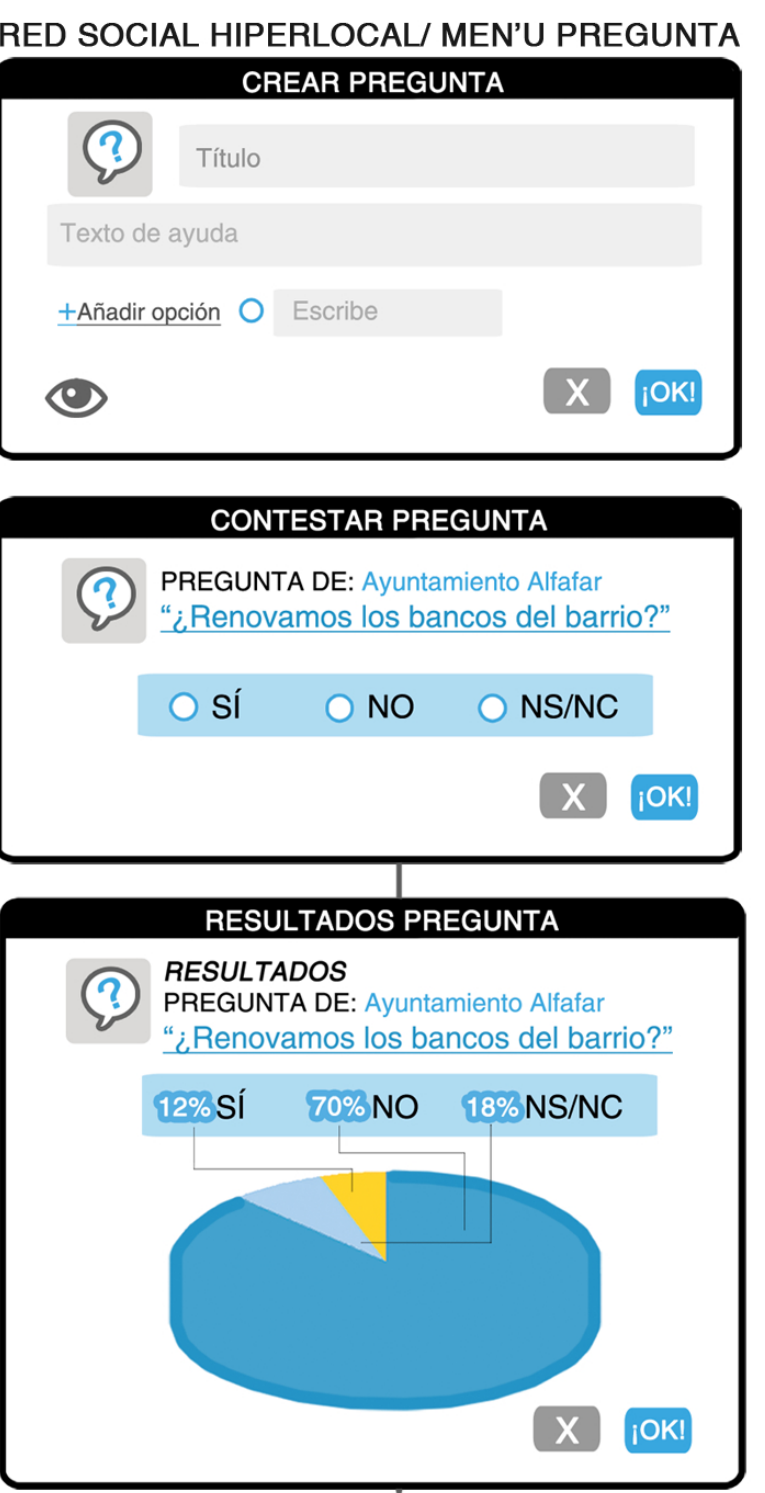 RED SOCIAL HIPERLOCAL/ MEN'U PREGUNTA
CREAR PREGUNTA
?
Título
Texto de ayuda
+Añadir opción Escribe
X ¡OK!
CONTESTAR PREGUNTA
?
PREGUNTA DE: Ayuntamiento Alfafar
“¿Renovamos los bancos del barrio?”
SÍ NO NS/NC
X ¡OK!
RESULTADOS PREGUNTA
?
RESULTADOS
PREGUNTA DE: Ayuntamiento Alfafar
“¿Renovamos los bancos del barrio?”
12% SÍ 70% NO 18% NS/NC
X ¡OK!